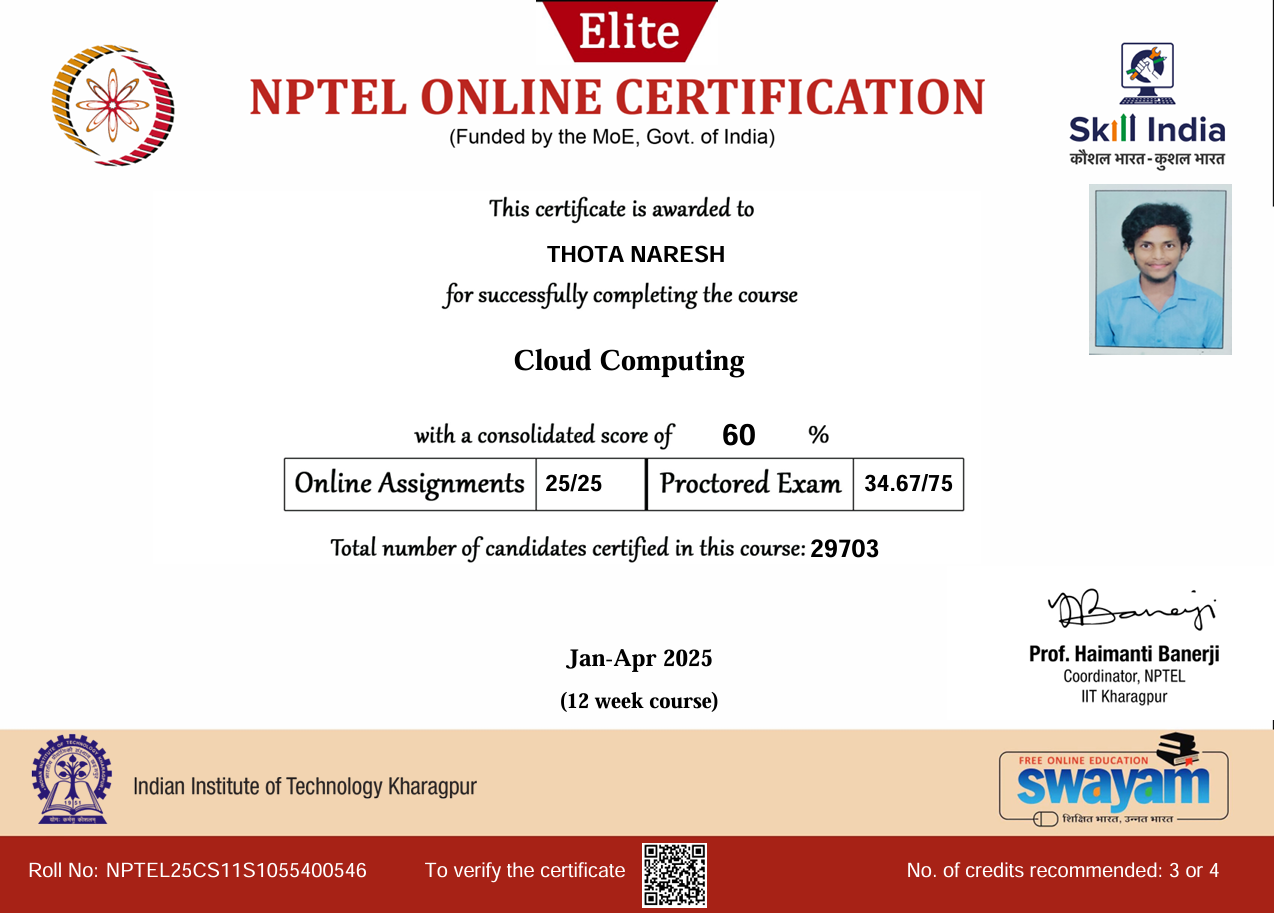 Elite
NPTEL ONLINE CERTIFICATION
(Funded by the MoE, Govt. of India)
Skill India
कौशल भारत - कुशल भारत
This certificate is awarded to
THOTA NARESH
for successfully completing the course
Cloud Computing
with a consolidated score of 60 %
Online Assignments 25/25 Proctored Exam 34.67/75
Total number of candidates certified in this course: 29703
Jan-Apr 2025
(12 week course)
Prof. Haimanti Banerji
Coordinator, NPTEL
IIT Kharagpur
Indian Institute of Technology Kharagpur
FREE ONLINE EDUCATION
swayam
शिक्षित भारत, उन्नत भारत
Roll No: NPTEL25CS11S1055400546 To verify the certificate No. of credits recommended: 3 or 4